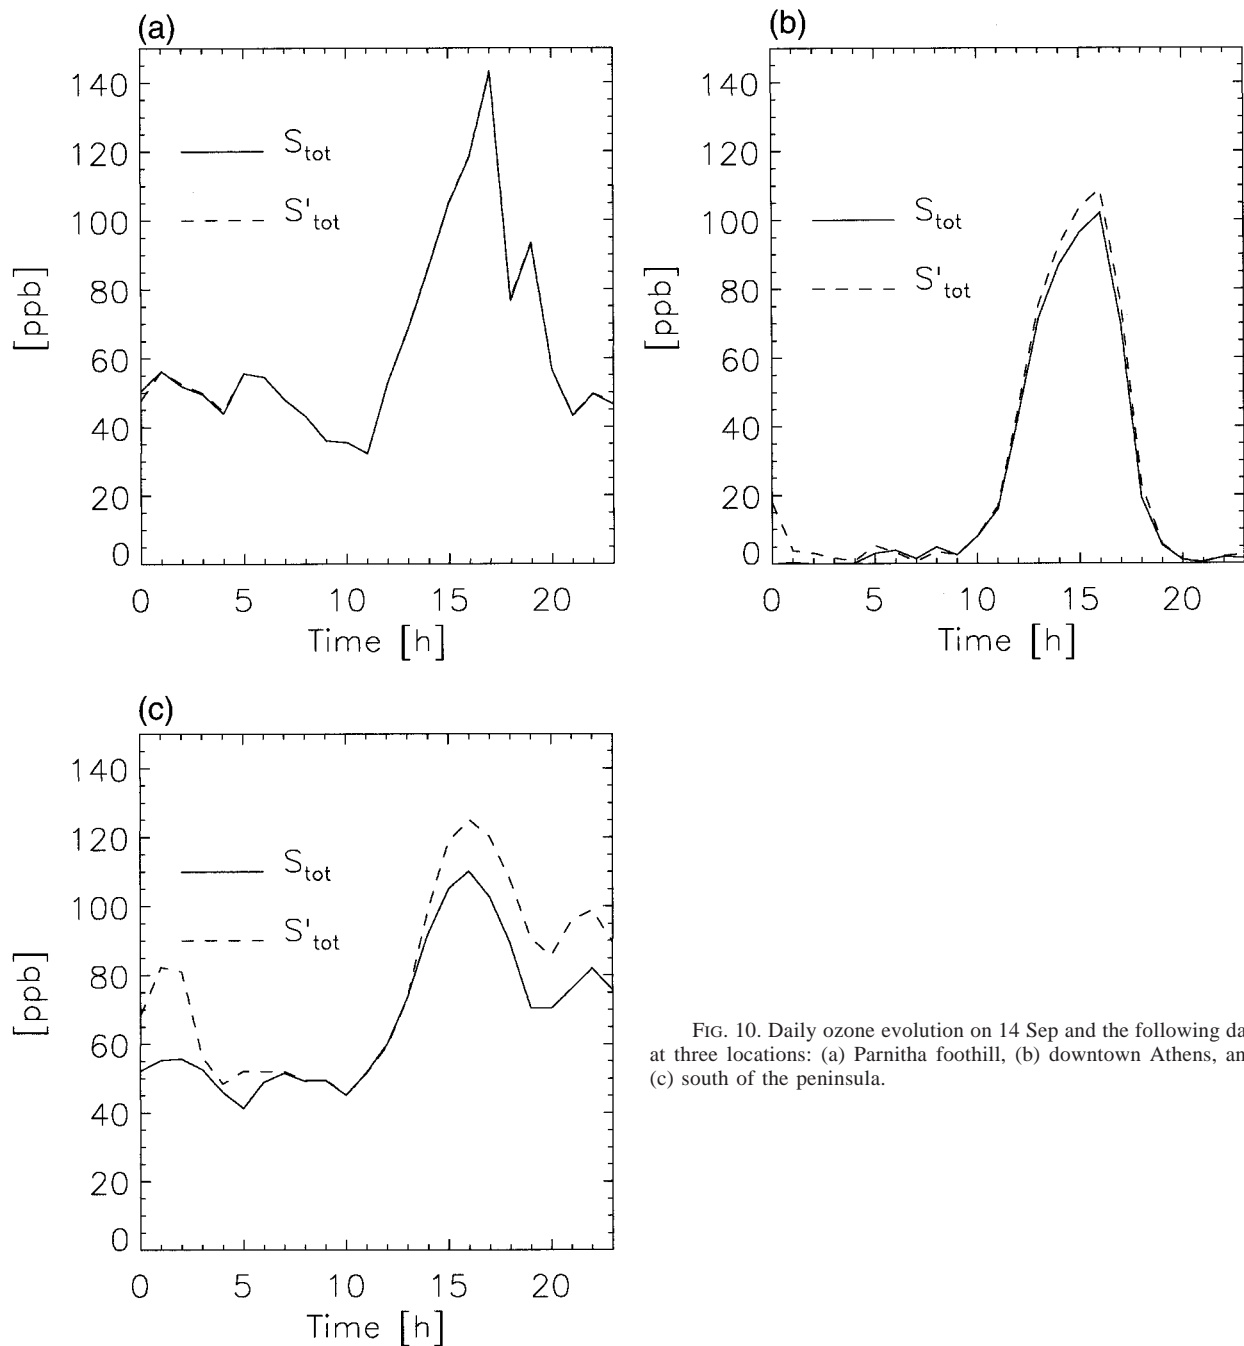 (a)
140
120
100
80
60
40
20
0
[ppb]
S_tot
S'_tot
0 5 10 15 20
Time [h]
(b)
140
120
100
80
60
40
20
0
[ppb]
S_tot
S'_tot
0 5 10 15 20
Time [h]
(c)
140
120
100
80
60
40
20
0
[ppb]
S_tot
S'_tot
0 5 10 15 20
Time [h]
FIG. 10. Daily ozone evolution on 14 Sep and the following da
at three locations: (a) Parnitha foothill, (b) downtown Athens, an
(c) south of the peninsula.